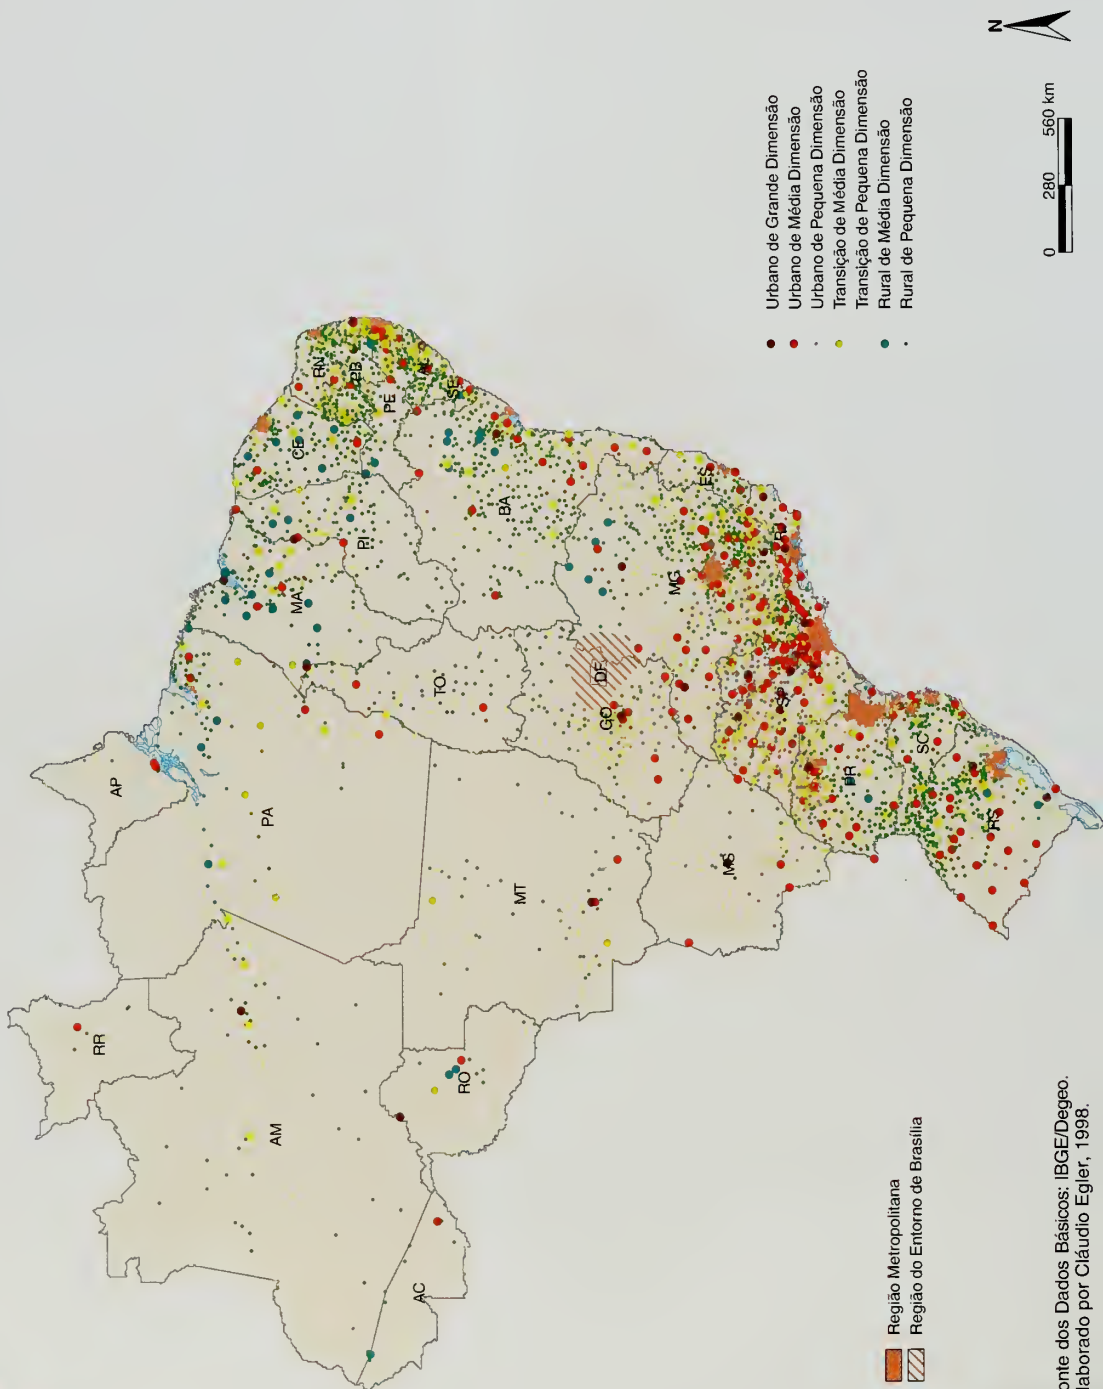 RR
AP
AM
PA
MA
CE
RN
PB
PE
AL
SE
PI
AC
RO
MT
TO
BA
GO
DF
MG
ES
MS
SP
RJ
PR
SC
RS
Urbano de Grande Dimensão
Urbano de Média Dimensão
Urbano de Pequena Dimensão
Transição de Média Dimensão
Transição de Pequena Dimensão
Rural de Média Dimensão
Rural de Pequena Dimensão
Região Metropolitana
Região do Entorno de Brasília
N
0 280 560 km
onte dos Dados Básicos: IBGE/Degeo.
laborado por Cláudio Egler, 1998.